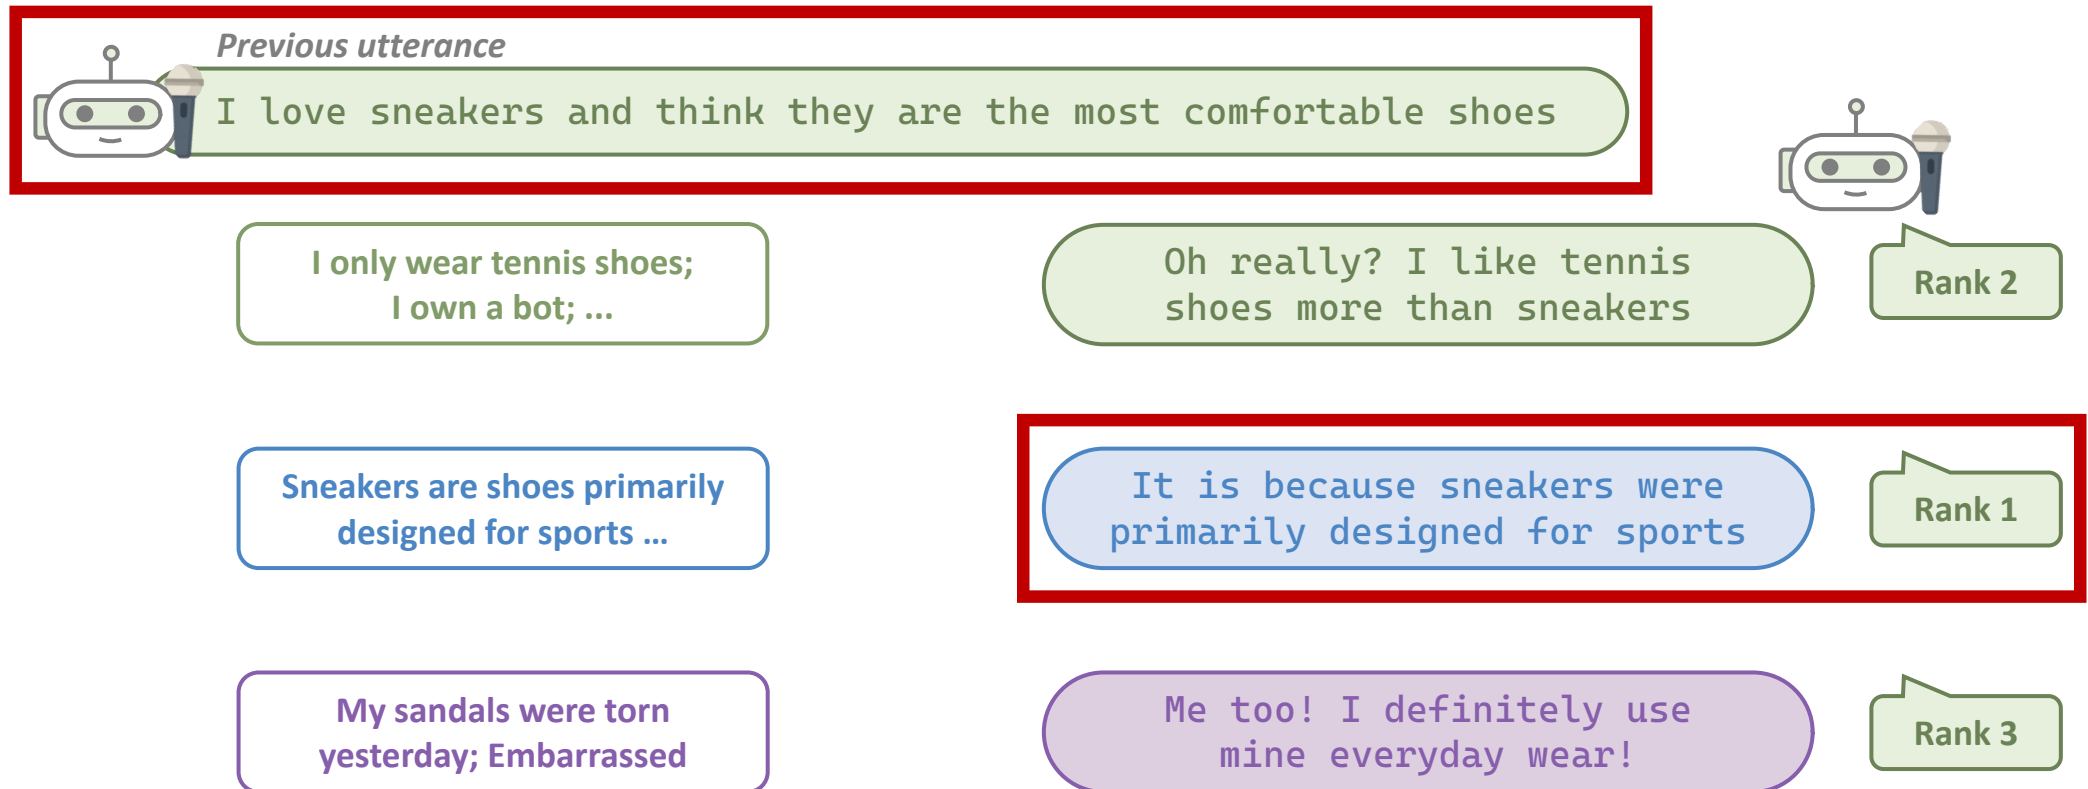 Previous utterance
I love sneakers and think they are the most comfortable shoes
I only wear tennis shoes;
I own a bot; ...
Oh really? I like tennis
shoes more than sneakers
Rank 2
Sneakers are shoes primarily
designed for sports ...
It is because sneakers were
primarily designed for sports
Rank 1
My sandals were torn
yesterday; Embarrassed
Me too! I definitely use
mine everyday wear!
Rank 3